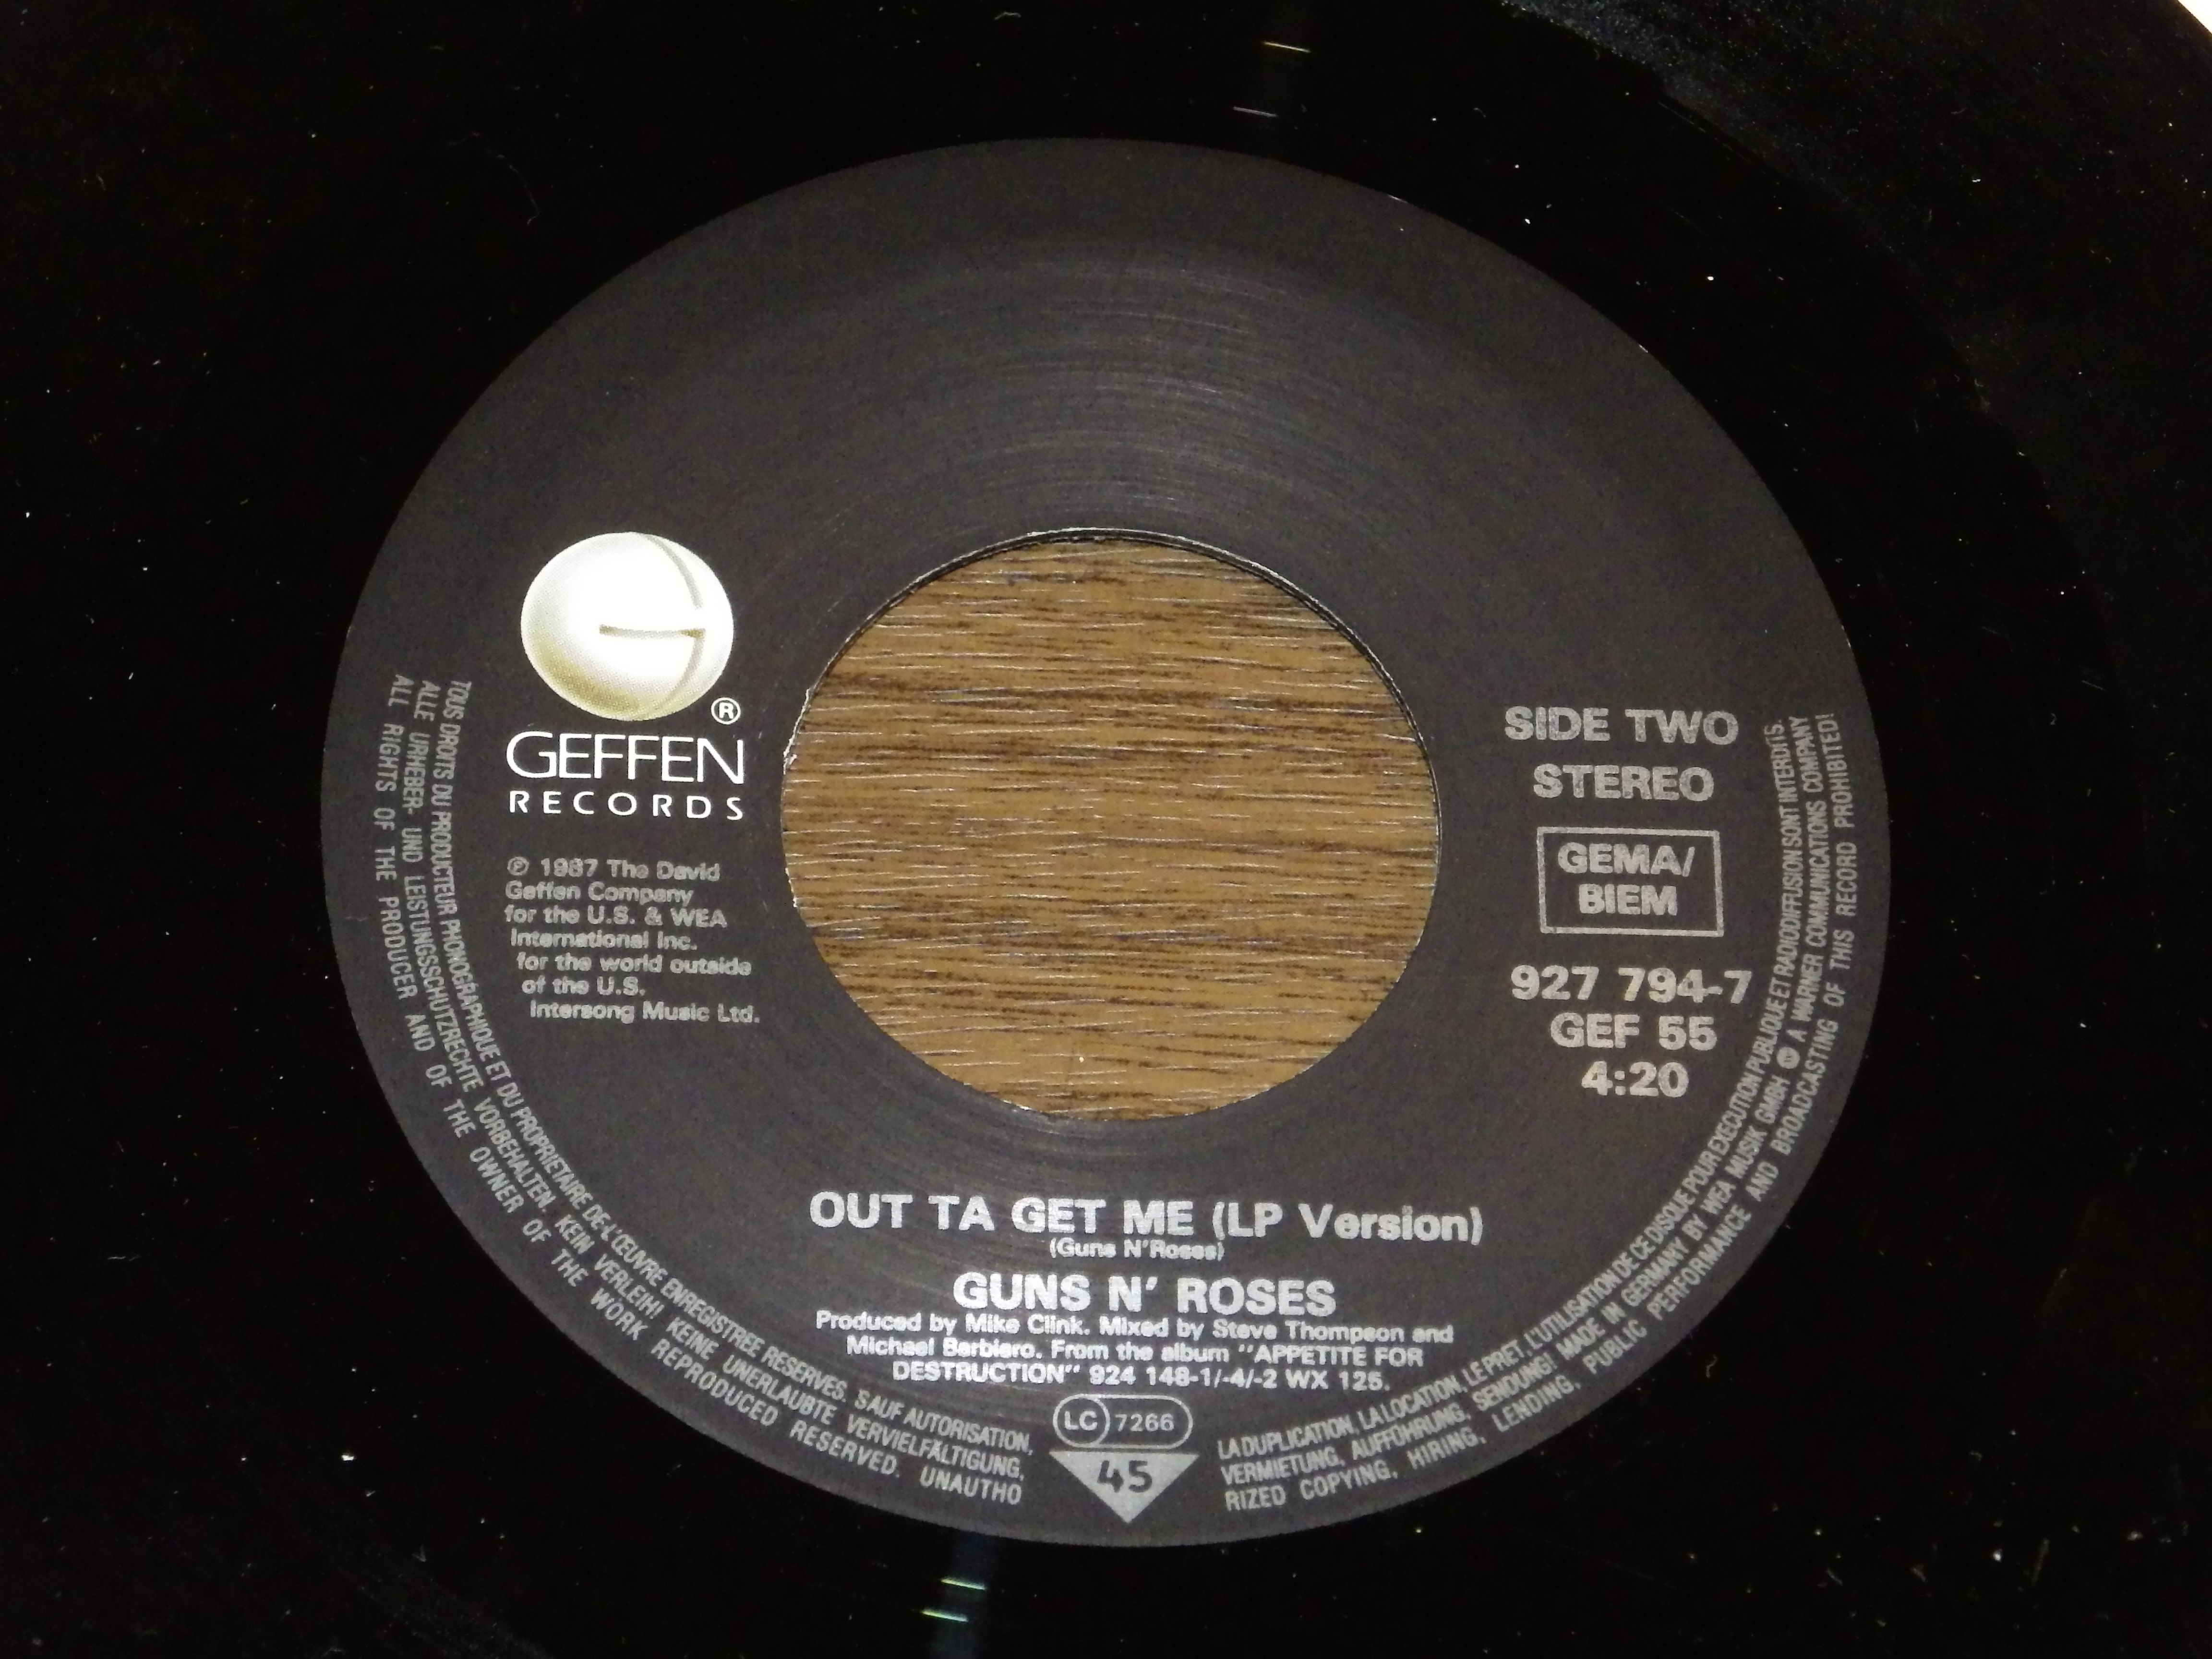 GEFFEN ®
RECORDS
℗ 1987 The David
Geffen Company
for the U.S. & WEA
International Inc.
for the world outside
of the U.S.
Intersong Music Ltd.
SIDE TWO
STEREO
GEMA/
BIEM
927 794-7
GEF 55
4:20
OUT TA GET ME (LP Version)
(Guns N'Roses)
GUNS N' ROSES
Produced by Mike Clink. Mixed by Steve Thompson and
Michael Barbiero. From the album "APPETITE FOR
DESTRUCTION" 924 148-1/-4/-2 WX 125.
LC 7266
45
TOUS DROITS DU PRODUCTEUR PHONOGRAPHIQUE ET DU PROPRIETAIRE DE L'ŒUVRE ENREGISTREE RESERVES. SAUF AUTORISATION, LA DUPLICATION, LA LOCATION, LE PRET, L'UTILISATION DE CE DISQUE POUR EXECUTION PUBLIQUE ET RADIODIFFUSION SONT INTERDITS.
ALLE URHEBER- UND LEISTUNGSSCHUTZRECHTE VORBEHALTEN. KEIN VERLEIH! KEINE UNERLAUBTE VERVIELFÄLTIGUNG, VERMIETUNG, AUFFÜHRUNG, SENDUNG! MADE IN GERMANY BY WEA MUSIK GMBH A WARNER COMMUNICATIONS COMPANY
ALL RIGHTS OF THE PRODUCER AND OF THE OWNER OF THE WORK REPRODUCED RESERVED. UNAUTHORIZED COPYING, HIRING, LENDING, PUBLIC PERFORMANCE AND BROADCASTING OF THIS RECORD PROHIBITED!